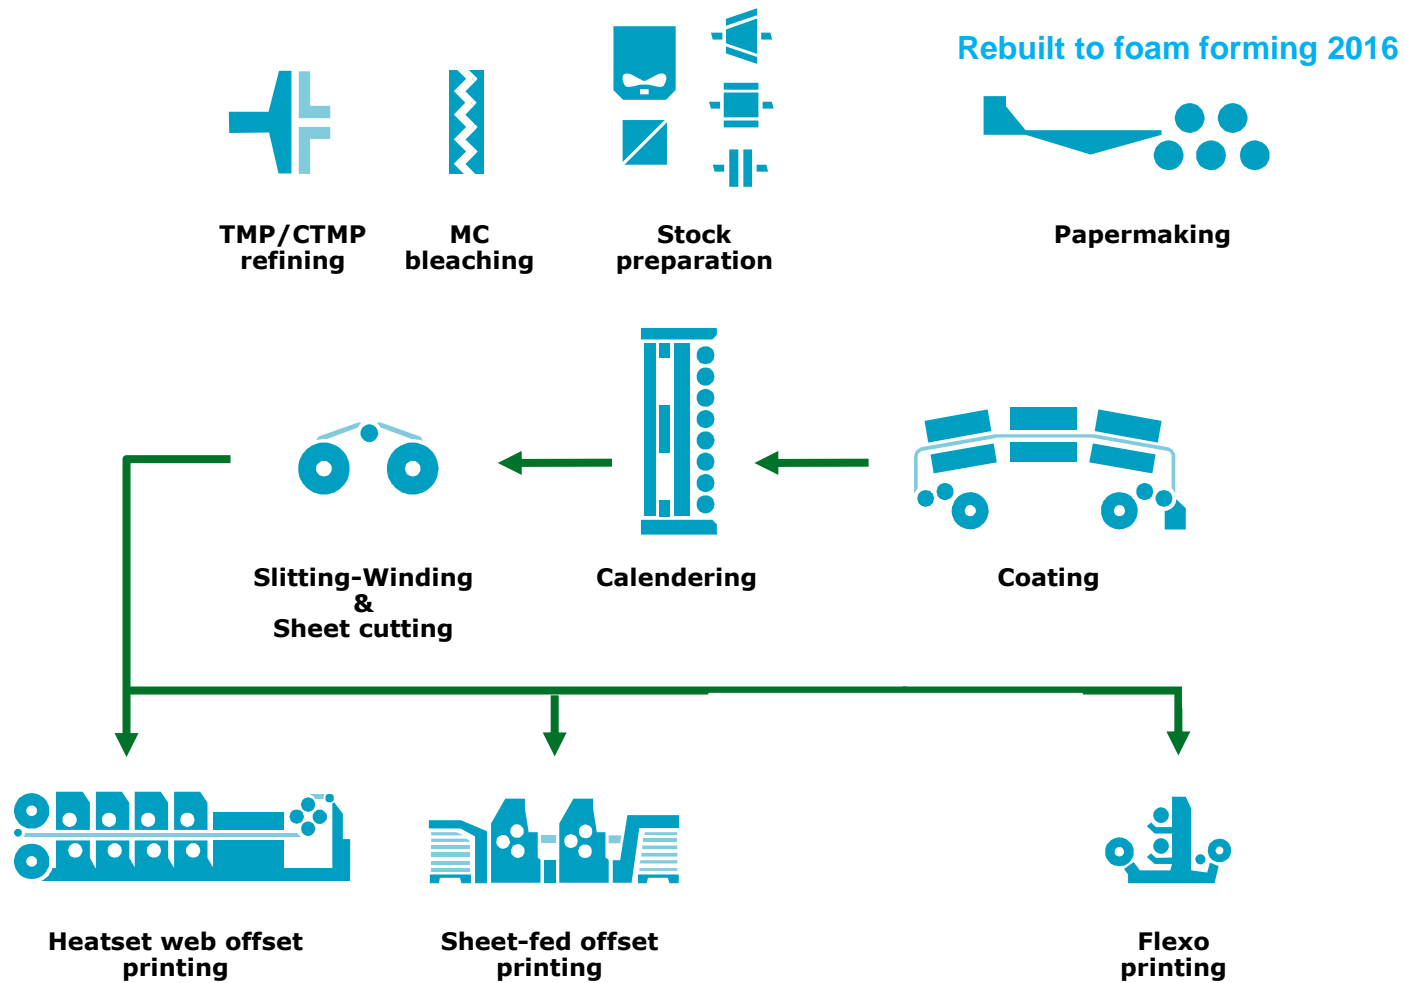 Rebuilt to foam forming 2016
TMP/CTMP
refining
MC
bleaching
Stock
preparation
Papermaking
Slitting-Winding
&
Sheet cutting
Calendering
Coating
Heatset web offset
printing
Sheet-fed offset
printing
Flexo
printing